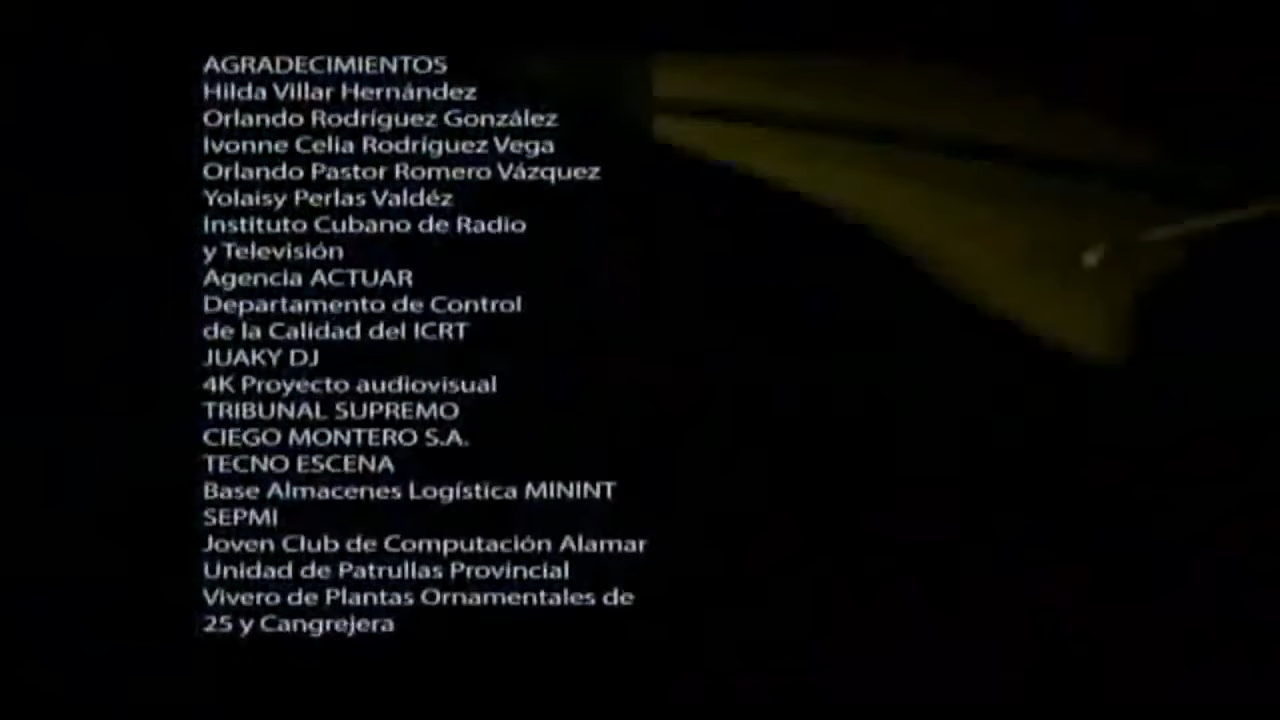 AGRADECIMIENTOS
Hilda Villar Hernández
Orlando Rodríguez González
Ivonne Celia Rodríguez Vega
Orlando Pastor Romero Vázquez
Yolaisy Perlas Valdéz
Instituto Cubano de Radio
y Televisión
Agencia ACTUAR
Departamento de Control
de la Calidad del ICRT
JUAKY DJ
4K Proyecto audiovisual
TRIBUNAL SUPREMO
CIEGO MONTERO S.A.
TECNO ESCENA
Base Almacenes Logística MININT
SEPMI
Joven Club de Computación Alamar
Unidad de Patrullas Provincial
Vivero de Plantas Ornamentales de
25 y Cangrejera